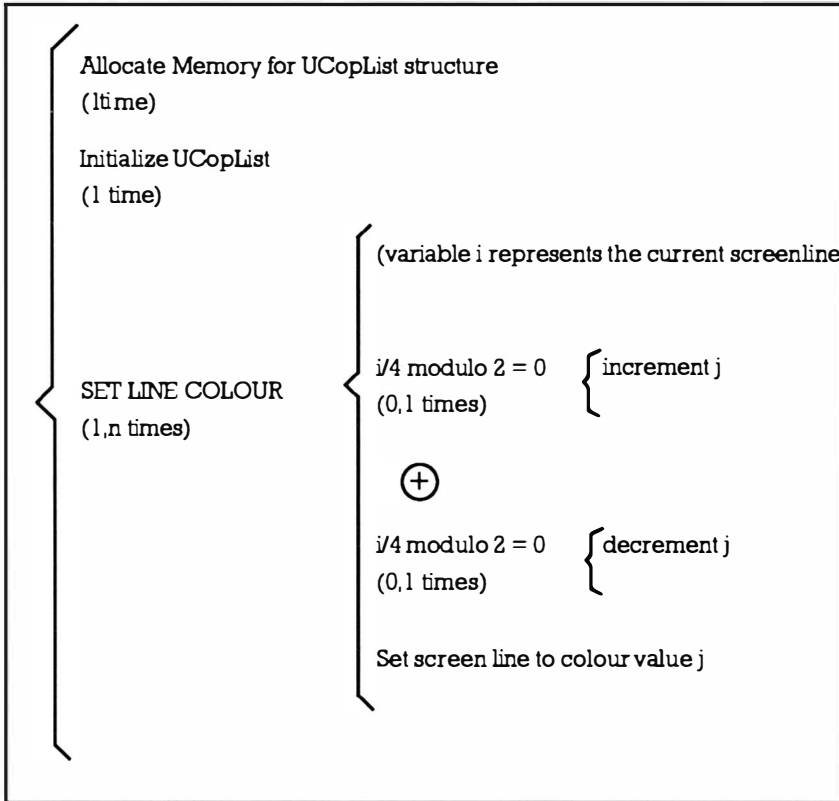 Allocate Memory for UCopList structure
(1time)
Initialize UCopList
(1 time)
SET LINE COLOUR
(1,n times)
(variable i represents the current screenline
i/4 modulo 2 = 0
(0,1 times)
increment j
+
i/4 modulo 2 = 0
(0,1 times)
decrement j
Set screen line to colour value j